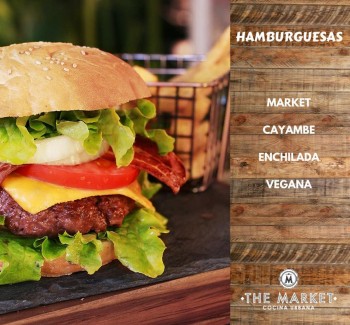 HAMBURGUESAS
MARKET
CAYAMBE
ENCHILADA
VEGANA
M
·THE MARKET·
COCINA URBANA